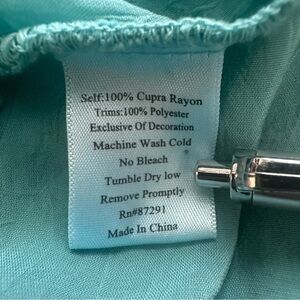 Self:100% Cupra Rayon
Trims:100% Polyester
Exclusive Of Decoration
Machine Wash Cold
No Bleach
Tumble Dry low
Remove Promptly
Rn#87291
Made In China